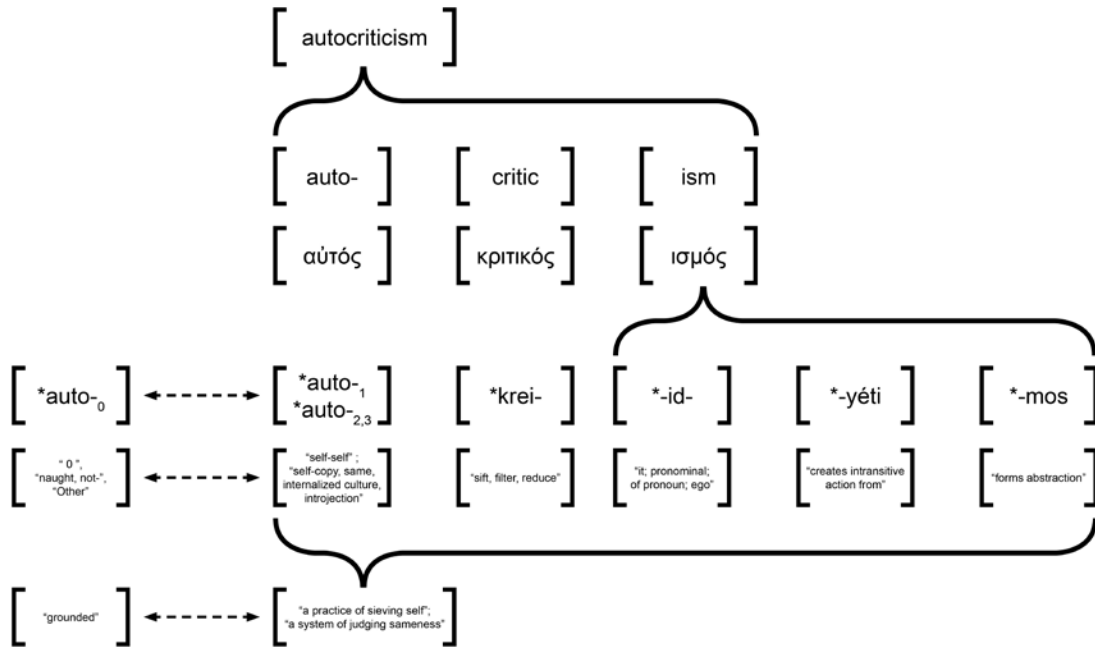 autocriticism
auto-
critic
ism
αὐτός
κριτικός
ισμός
*auto-0
*auto-1
*auto-2,3
*krei-
*-id-
*-yéti
*-mos
“ 0 ”,
“naught, not-”,
“Other”
“self-self” ;
“self-copy, same,
internalized culture,
introjection”
“sift, filter, reduce”
“it; pronominal;
of pronoun; ego”
“creates intransitive
action from”
“forms abstraction”
“grounded”
“a practice of sieving self”;
“a system of judging sameness”